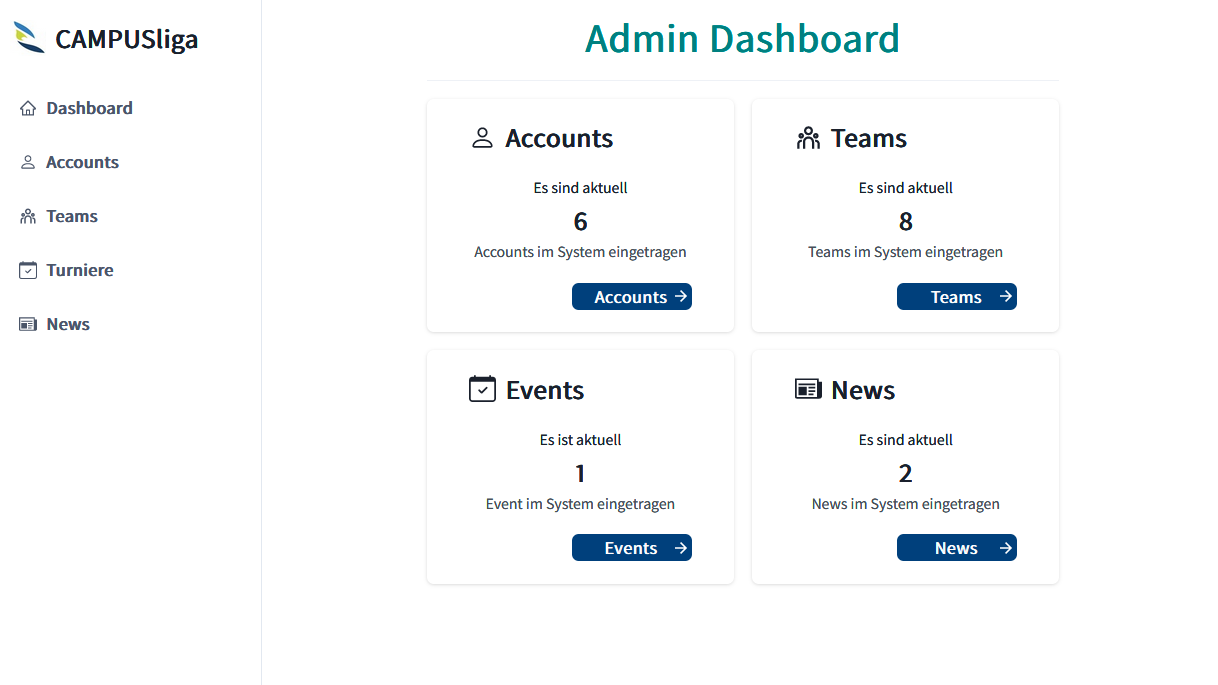 CAMPUSliga
Dashboard
Accounts
Teams
Turniere
News
Admin Dashboard
Accounts
Es sind aktuell
6
Accounts im System eingetragen
Accounts
Teams
Es sind aktuell
8
Teams im System eingetragen
Teams
Events
Es ist aktuell
1
Event im System eingetragen
Events
News
Es sind aktuell
2
News im System eingetragen
News